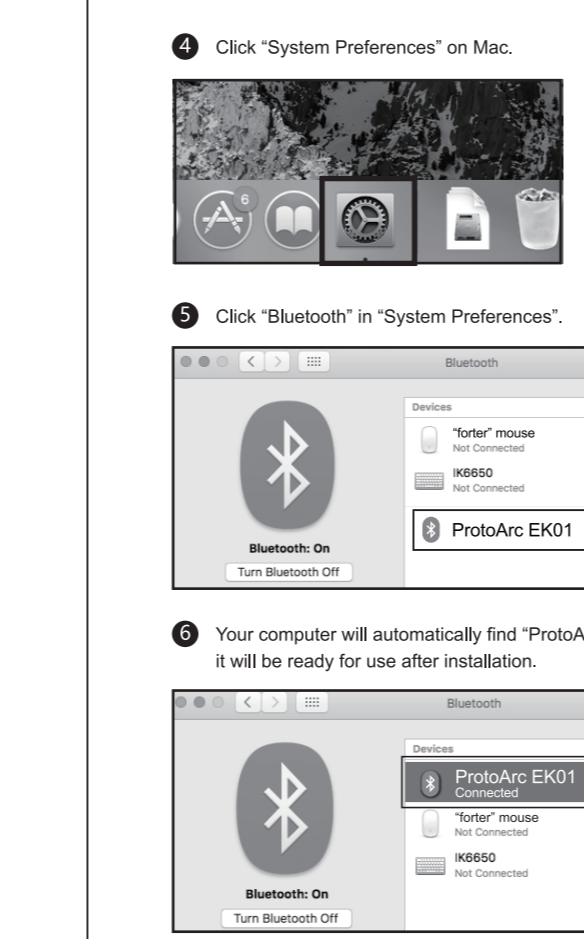 4 Click “System Preferences” on Mac.
6
5 Click “Bluetooth” in “System Preferences”.
Bluetooth
Devices
“forter” mouse
Not Connected
IK6650
Not Connected
ProtoArc EK01
Bluetooth: On
Turn Bluetooth Off
6 Your computer will automatically find “ProtoA
it will be ready for use after installation.
Bluetooth
Devices
ProtoArc EK01
Connected
“forter” mouse
Not Connected
IK6650
Not Connected
Bluetooth: On
Turn Bluetooth Off